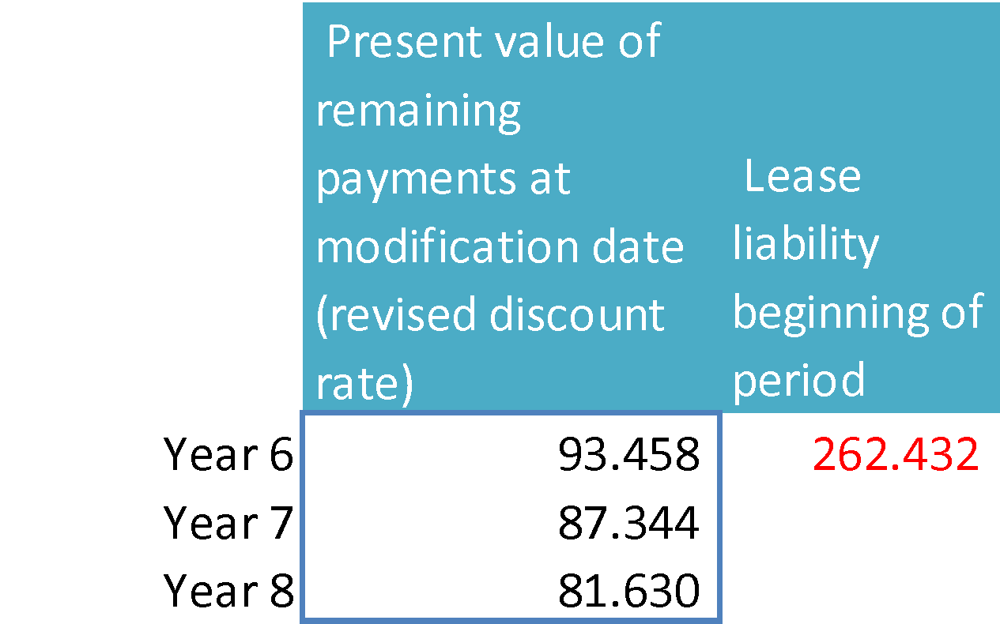 Present value of
remaining
payments at
modification date
(revised discount
rate)
Lease
liability
beginning of
period
Year 6 93.458 262.432
Year 7 87.344
Year 8 81.630